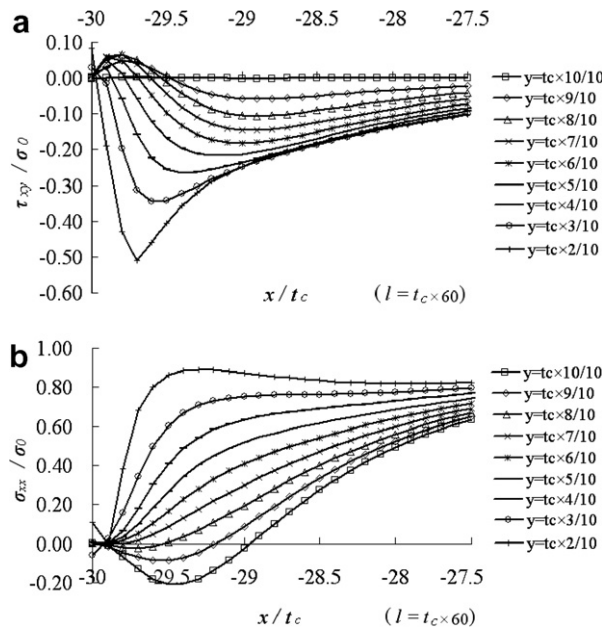 a
-30 -29.5 -29 -28.5 -28 -27.5
0.10
0.00
-0.10
-0.20
-0.30
-0.40
-0.50
-0.60
τxy / σ0
x / tc (l = tc×60)
y=tc×10/10
y=tc×9/10
y=tc×8/10
y=tc×7/10
y=tc×6/10
y=tc×5/10
y=tc×4/10
y=tc×3/10
y=tc×2/10
b
1.00
0.80
0.60
0.40
0.20
0.00
-0.20
σxx / σ0
-30 -29.5 -29 -28.5 -28 -27.5
x / tc (l = tc×60)
y=tc×10/10
y=tc×9/10
y=tc×8/10
y=tc×7/10
y=tc×6/10
y=tc×5/10
y=tc×4/10
y=tc×3/10
y=tc×2/10